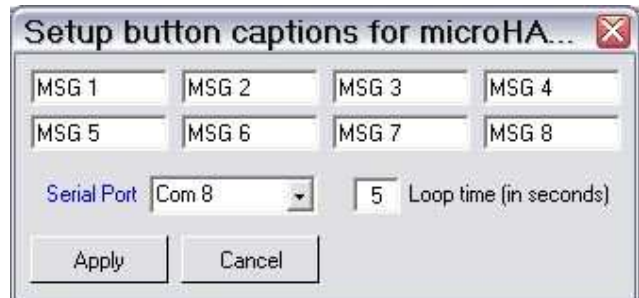 Setup button captions for microHA...
MSG 1 MSG 2 MSG 3 MSG 4
MSG 5 MSG 6 MSG 7 MSG 8
Serial Port Com 8 5 Loop time (in seconds)
Apply Cancel